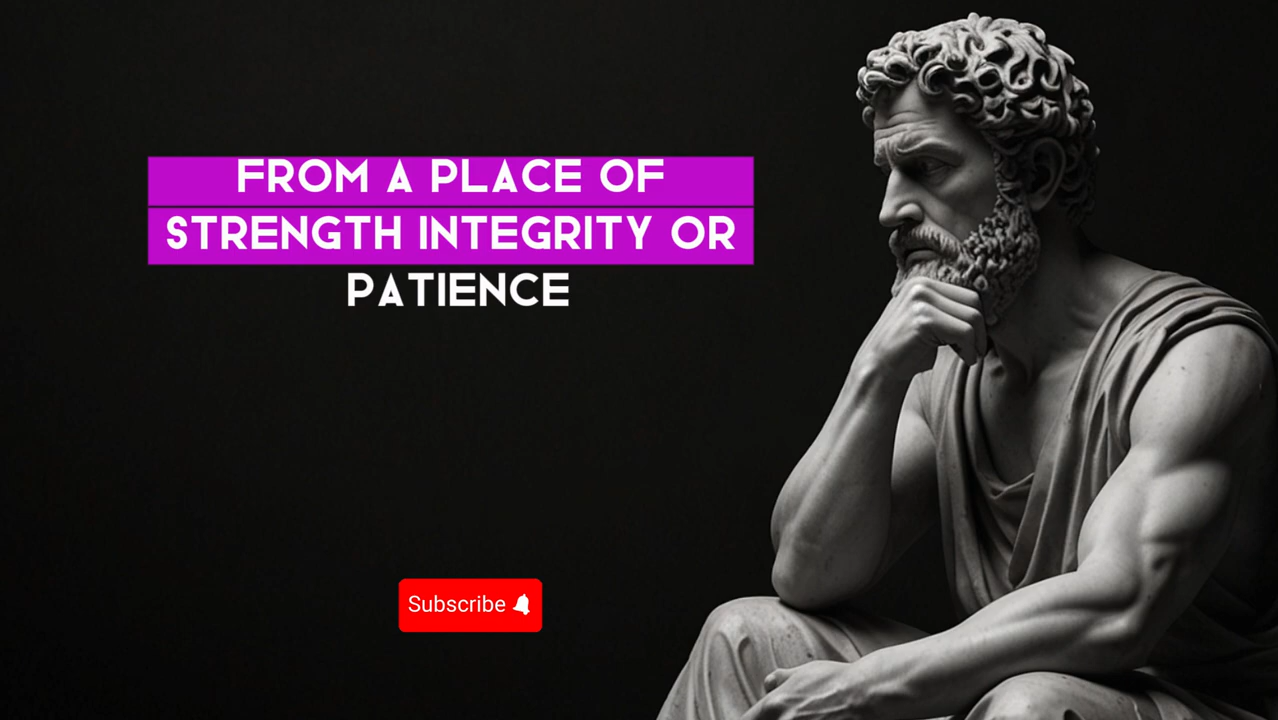 FROM A PLACE OF
STRENGTH INTEGRITY OR
PATIENCE
Subscribe